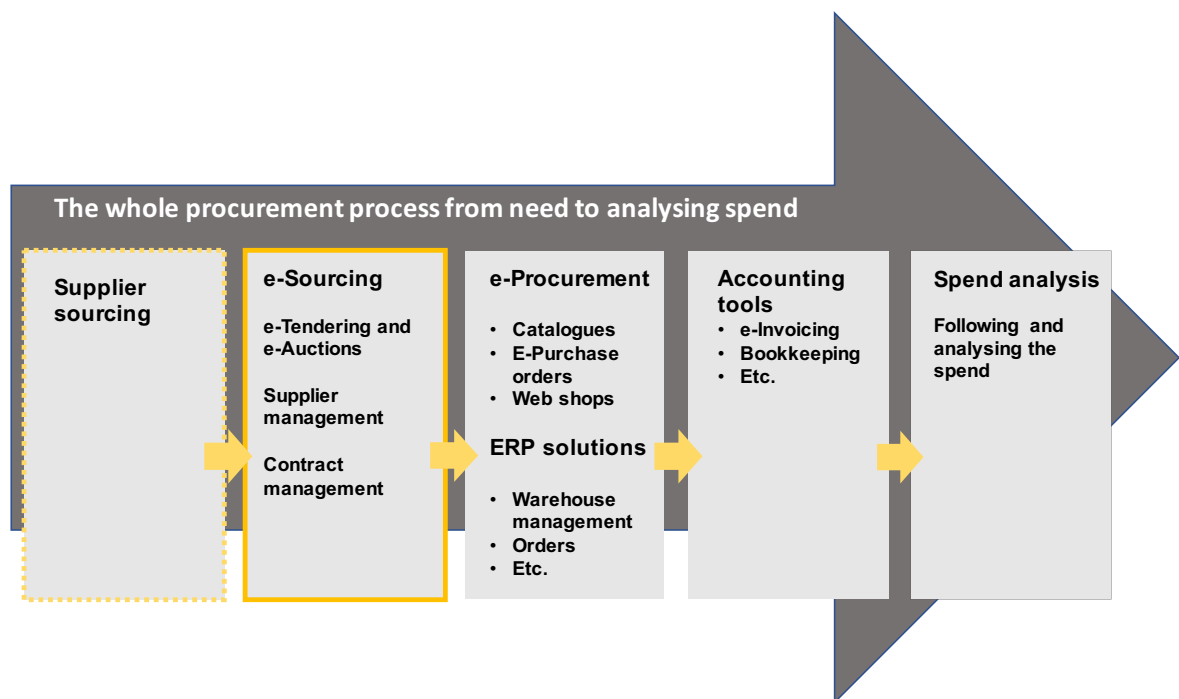 The whole procurement process from need to analysing spend
Supplier
sourcing
e-Sourcing
e-Tendering and
e-Auctions
Supplier
management
Contract
management
e-Procurement
• Catalogues
• E-Purchase
orders
• Web shops
ERP solutions
• Warehouse
management
• Orders
• Etc.
Accounting
tools
• e-Invoicing
• Bookkeeping
• Etc.
Spend analysis
Following and
analysing the
spend